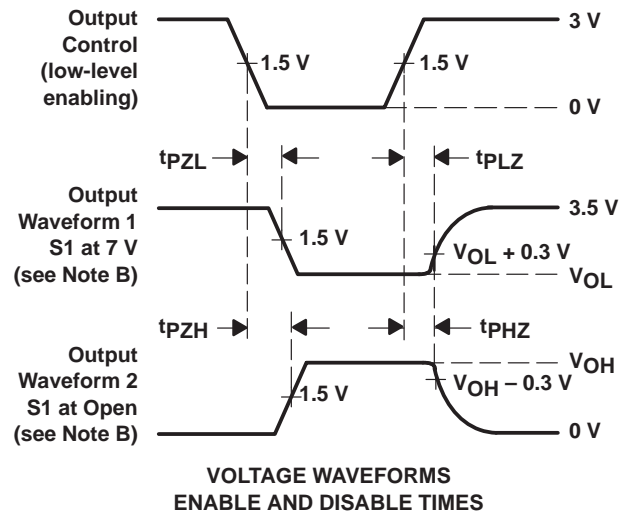 Output
Control
(low-level
enabling)
3 V
1.5 V
1.5 V
0 V
tPZL
tPLZ
Output
Waveform 1
S1 at 7 V
(see Note B)
3.5 V
1.5 V
VOL + 0.3 V
VOL
tPZH
tPHZ
Output
Waveform 2
S1 at Open
(see Note B)
VOH
1.5 V
VOH – 0.3 V
0 V
VOLTAGE WAVEFORMS
ENABLE AND DISABLE TIMES